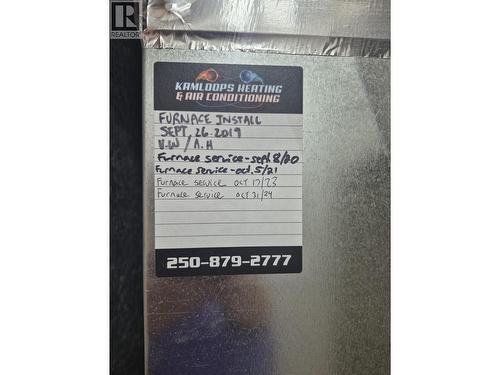 REALTOR
KAMLOOPS HEATING
& AIR CONDITIONING
FURNACE INSTALL
SEPT, 26.2019
V.W / A.H
Furnace service - sept 8/20
Furnace service - oct. 5/21
Furnace service OCT 17/23
Furnace service OCT 31/24
250-879-2777